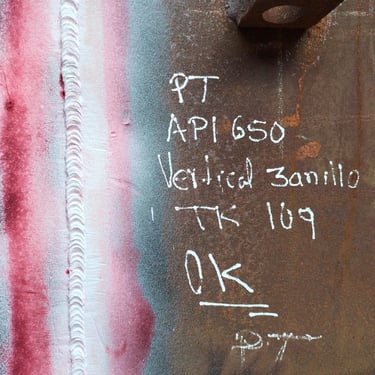 PT
API 650
Vertical 3anillo
TK 109
OK